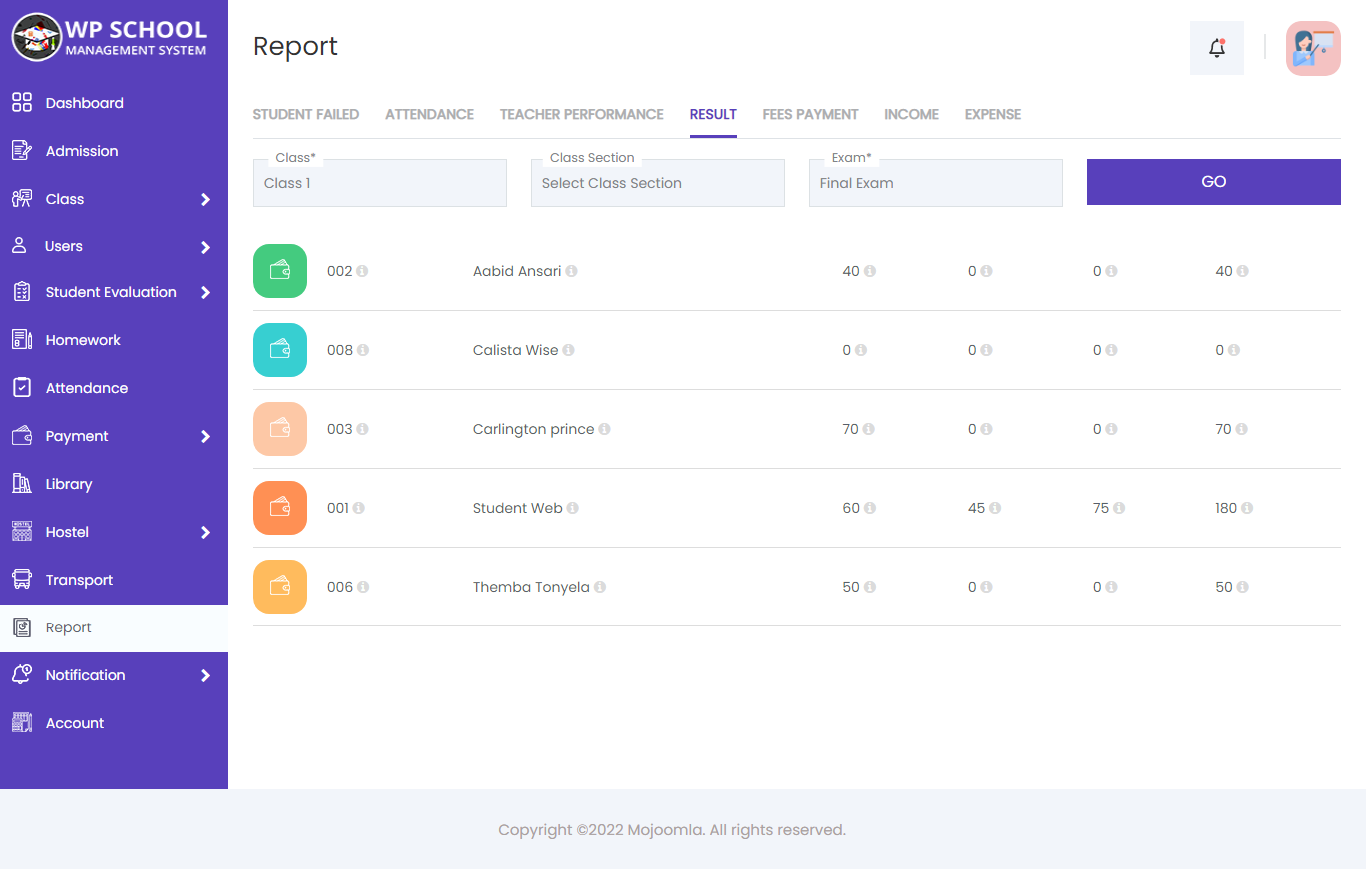 WP SCHOOL
MANAGEMENT SYSTEM
Dashboard
Admission
Class
Users
Student Evaluation
Homework
Attendance
Payment
Library
Hostel
Transport
Report
Notification
Account
Report
STUDENT FAILED ATTENDANCE TEACHER PERFORMANCE RESULT FEES PAYMENT INCOME EXPENSE
Class* Class Section Exam*
Class 1 Select Class Section Final Exam GO
002 Aabid Ansari 40 0 0 40
008 Calista Wise 0 0 0 0
003 Carlington prince 70 0 0 70
001 Student Web 60 45 75 180
006 Themba Tonyela 50 0 0 50
Copyright ©2022 Mojoomla. All rights reserved.